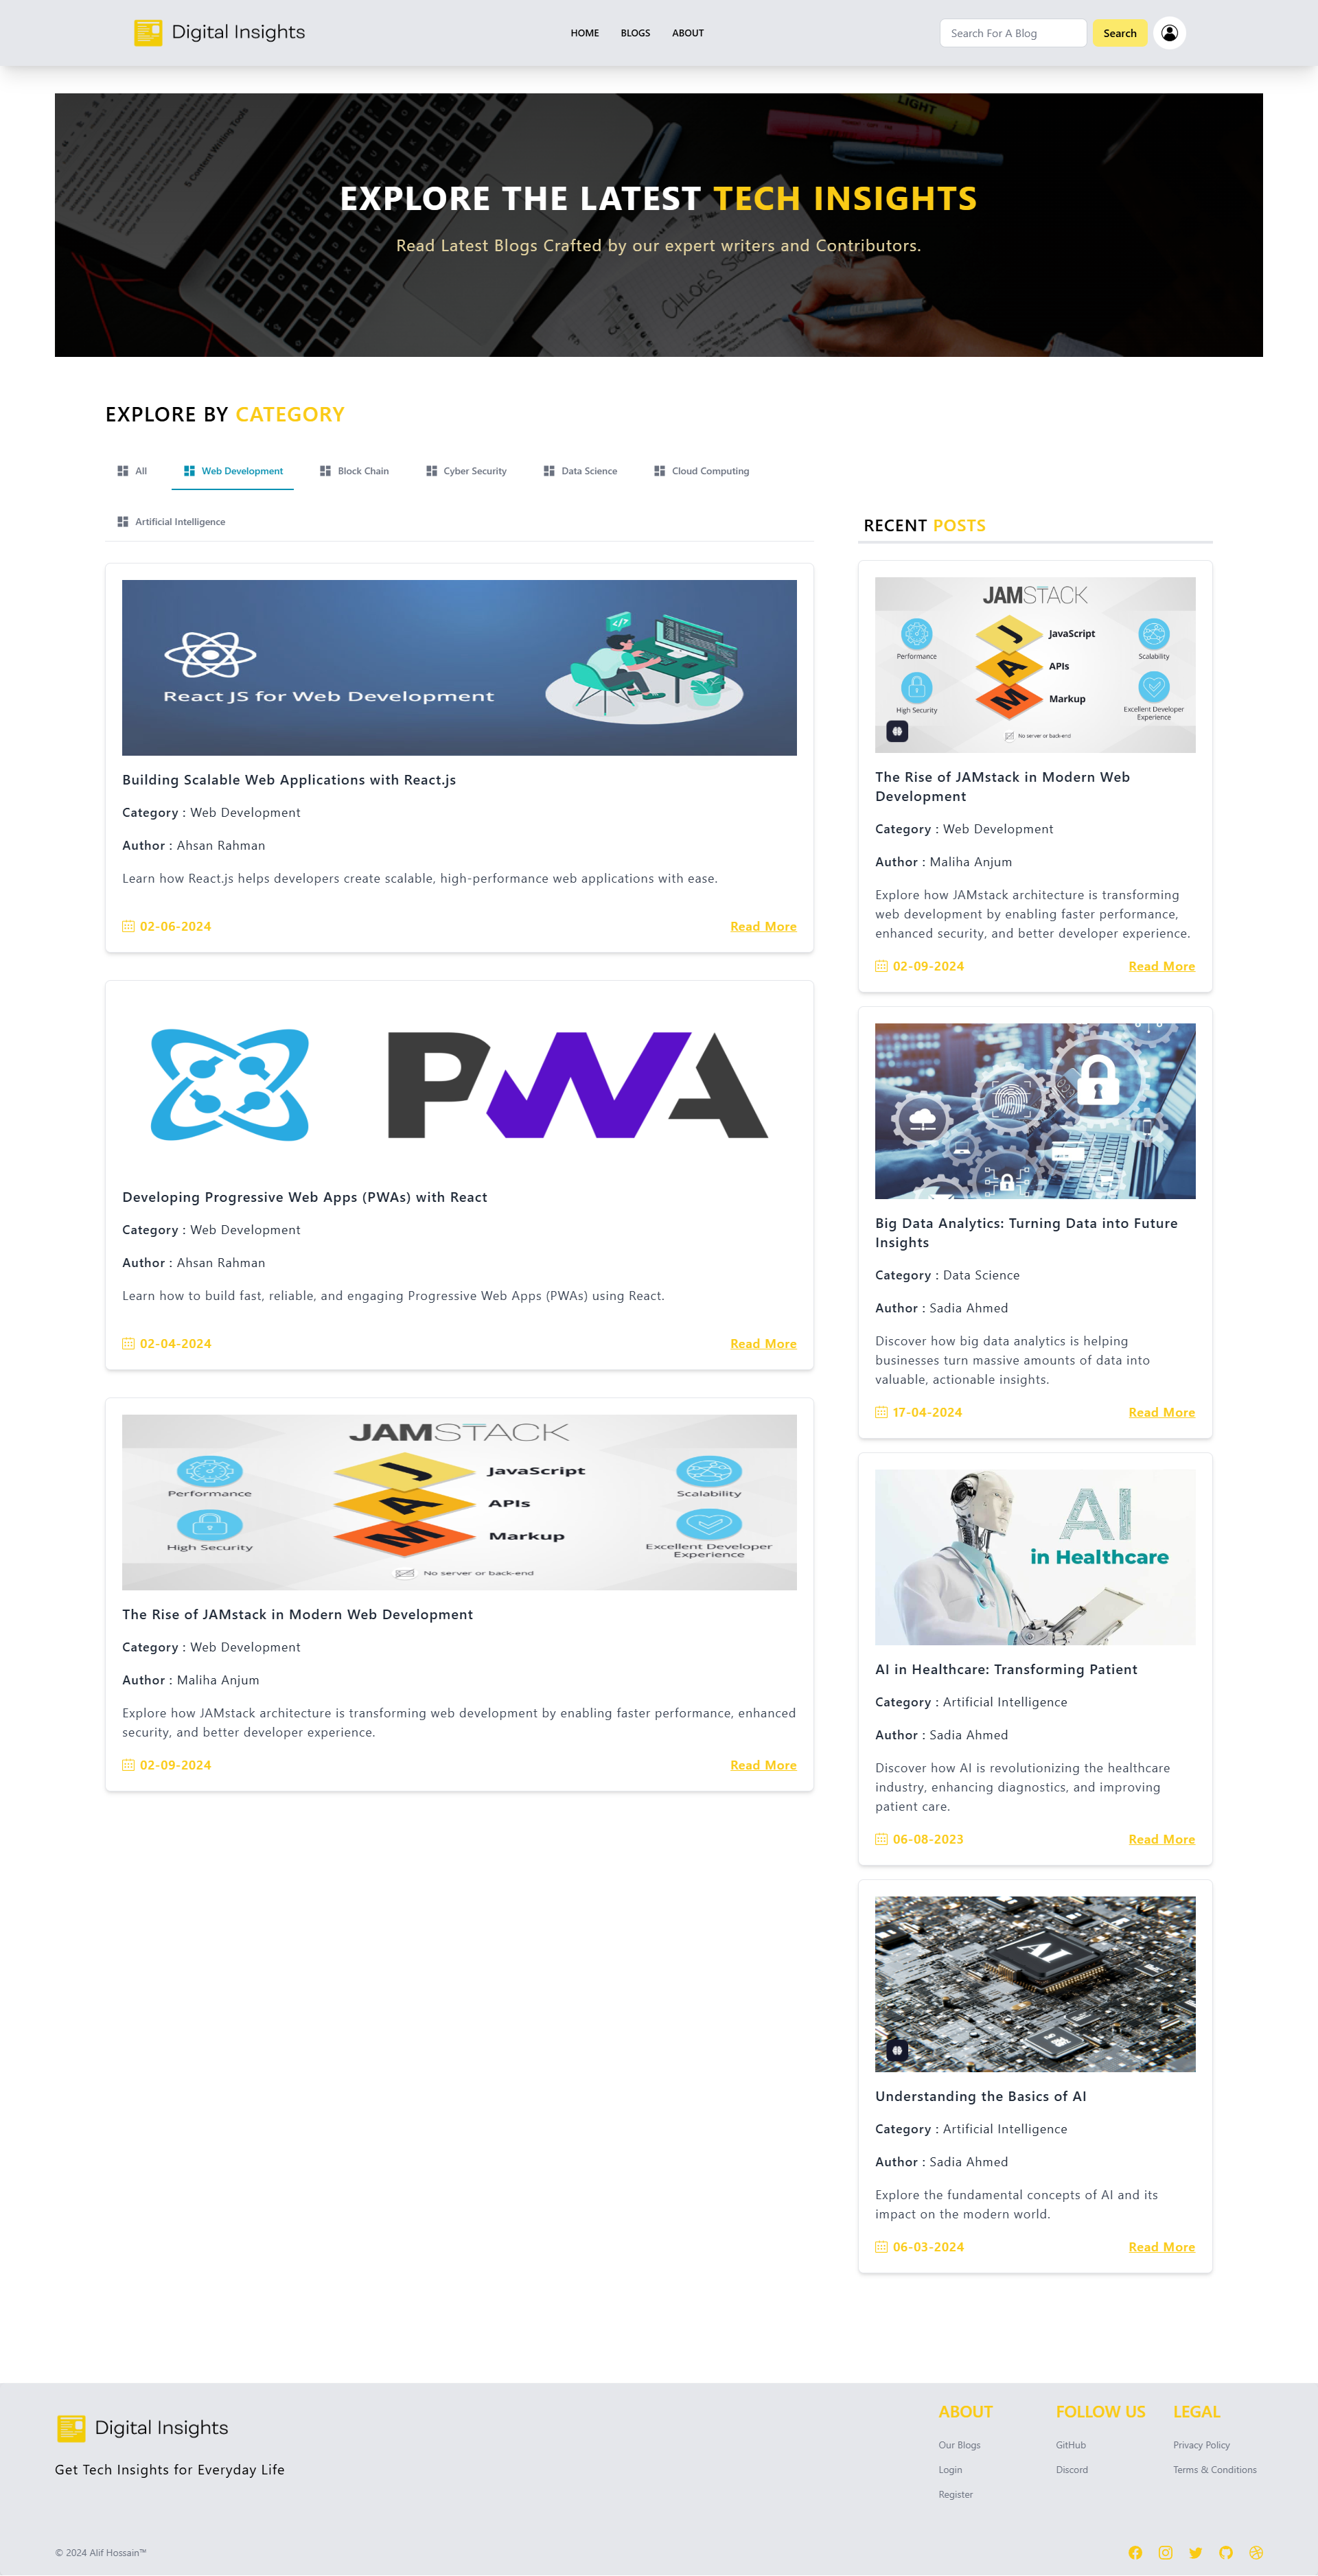 Digital Insights
HOME
BLOGS
ABOUT
Search For A Blog
Search
5 Content Writing Tools
LIGHT
CHLOE'S
EXPLORE THE LATEST TECH INSIGHTS
Read Latest Blogs Crafted by our expert writers and Contributors.
EXPLORE BY CATEGORY
All
Web Development
Block Chain
Cyber Security
Data Science
Cloud Computing
Artificial Intelligence
React JS for Web Development
Building Scalable Web Applications with React.js
Category : Web Development
Author : Ahsan Rahman
Learn how React.js helps developers create scalable, high-performance web applications with ease.
02-06-2024
Read More
PWA
Developing Progressive Web Apps (PWAs) with React
Category : Web Development
Author : Ahsan Rahman
Learn how to build fast, reliable, and engaging Progressive Web Apps (PWAs) using React.
02-04-2024
Read More
JAMSTACK
Performance
High Security
J
A
M
JavaScript
APIs
Markup
Scalability
Excellent Developer
Experience
No server or back-end
The Rise of JAMstack in Modern Web Development
Category : Web Development
Author : Maliha Anjum
Explore how JAMstack architecture is transforming web development by enabling faster performance, enhanced
security, and better developer experience.
02-09-2024
Read More
RECENT POSTS
JAMSTACK
Performance
High Security
J
A
M
JavaScript
APIs
Markup
Scalability
Excellent Developer
Experience
No server or back-end
The Rise of JAMstack in Modern Web
Development
Category : Web Development
Author : Maliha Anjum
Explore how JAMstack architecture is transforming
web development by enabling faster performance,
enhanced security, and better developer experience.
02-09-2024
Read More
Big Data Analytics: Turning Data into Future
Insights
Category : Data Science
Author : Sadia Ahmed
Discover how big data analytics is helping
businesses turn massive amounts of data into
valuable, actionable insights.
17-04-2024
Read More
AI
in Healthcare
AI in Healthcare: Transforming Patient
Category : Artificial Intelligence
Author : Sadia Ahmed
Discover how AI is revolutionizing the healthcare
industry, enhancing diagnostics, and improving
patient care.
06-08-2023
Read More
AI
Understanding the Basics of AI
Category : Artificial Intelligence
Author : Sadia Ahmed
Explore the fundamental concepts of AI and its
impact on the modern world.
06-03-2024
Read More
Digital Insights
Get Tech Insights for Everyday Life
ABOUT
Our Blogs
Login
Register
FOLLOW US
GitHub
Discord
LEGAL
Privacy Policy
Terms & Conditions
© 2024 Alif Hossain™